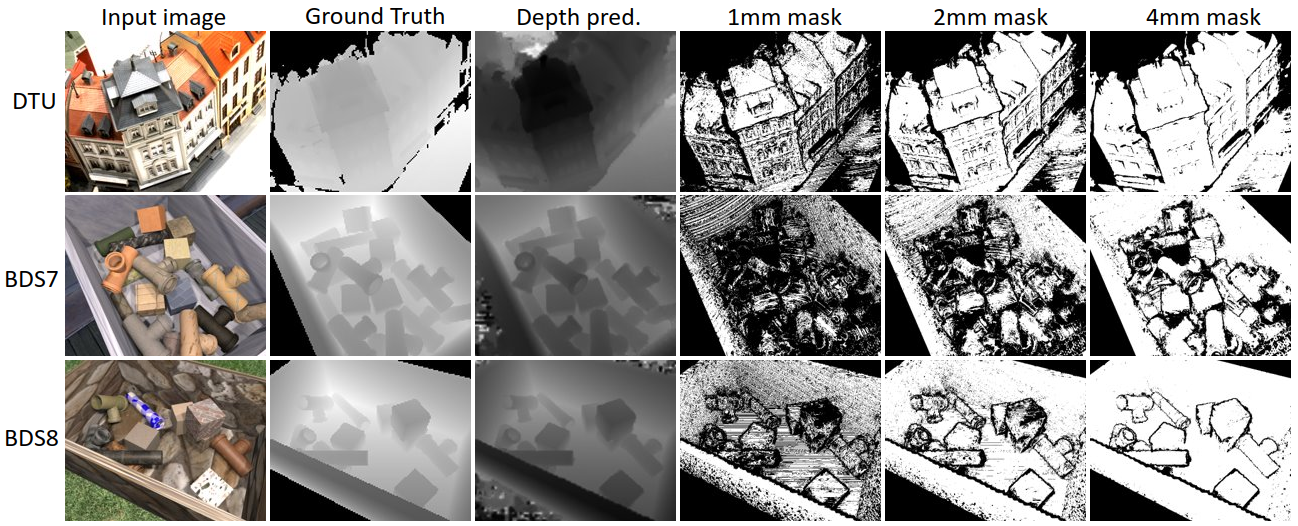 Input image Ground Truth Depth pred. 1mm mask 2mm mask 4mm mask
DTU
BDS7
BDS8